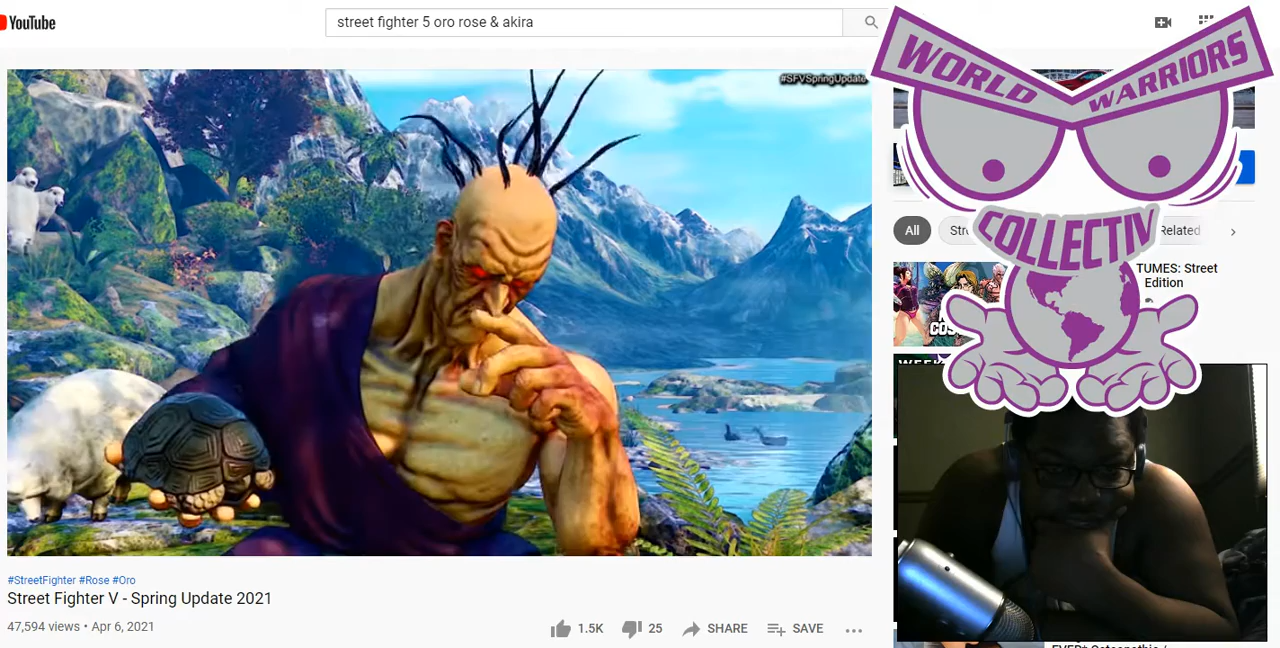 YouTube
street fighter 5 oro rose & akira
#SFVSpringUpdate
WORLD WARRIORS
COLLECTIV
All
Related
TUMES: Street
Edition
#StreetFighter #Rose #Oro
Street Fighter V - Spring Update 2021
47,594 views • Apr 6, 2021
1.5K
25
SHARE
SAVE